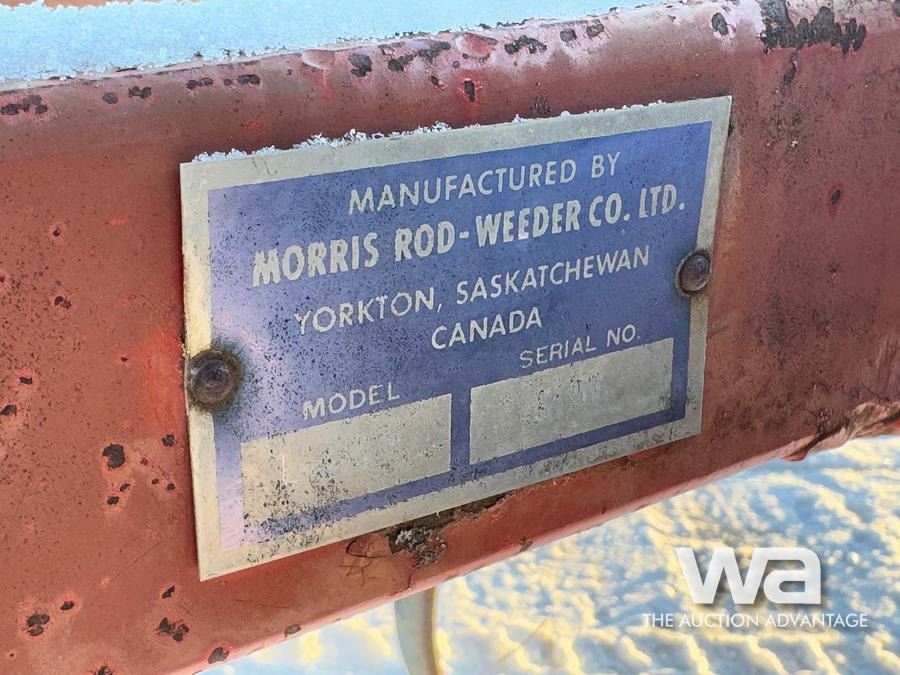 MANUFACTURED BY
MORRIS ROD-WEEDER CO. LTD.
YORKTON, SASKATCHEWAN
CANADA
MODEL
SERIAL NO.
wa
THE AUCTION ADVANTAGE